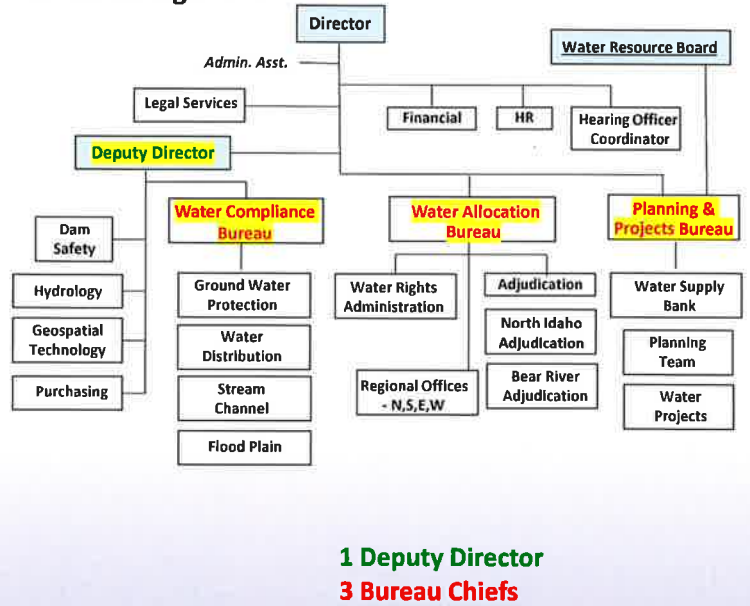 Director
Water Resource Board
Admin. Asst.
Legal Services
Financial
HR
Hearing Officer
Coordinator
Deputy Director
Water Compliance
Bureau
Water Allocation
Bureau
Planning &
Projects Bureau
Dam
Safety
Hydrology
Geospatial
Technology
Purchasing
Ground Water
Protection
Water
Distribution
Stream
Channel
Flood Plain
Water Rights
Administration
Regional Offices
- N,S,E,W
Adjudication
North Idaho
Adjudication
Bear River
Adjudication
Water Supply
Bank
Planning
Team
Water
Projects
1 Deputy Director
3 Bureau Chiefs